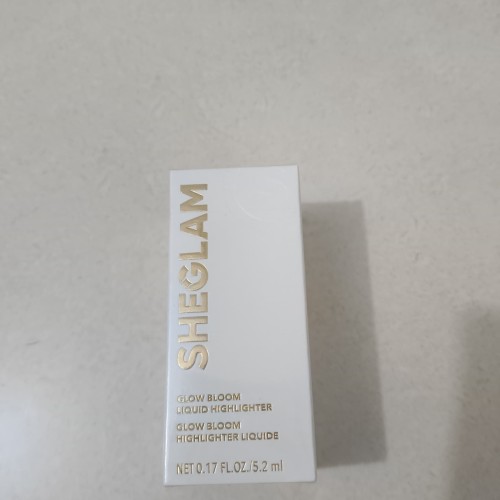 SHEGLAM
GLOW BLOOM
LIQUID HIGHLIGHTER
GLOW BLOOM
HIGHLIGHTER LIQUIDE
NET 0.17 FL.OZ./5.2 ml